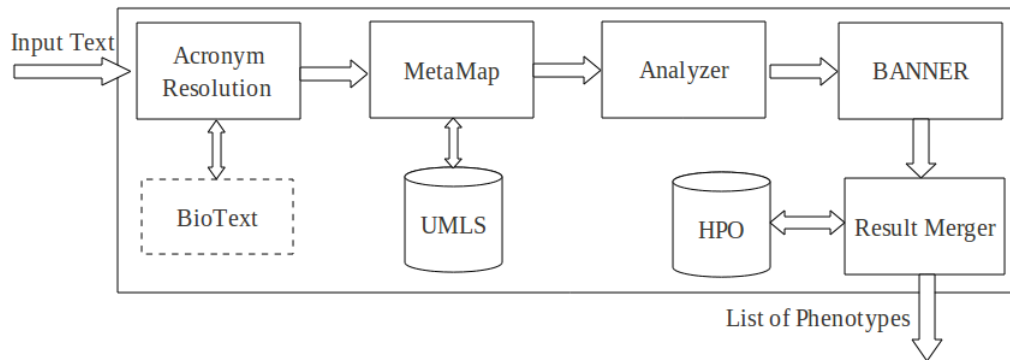 Input Text
Acronym
Resolution
MetaMap
Analyzer
BANNER
BioText
UMLS
HPO
Result Merger
List of Phenotypes